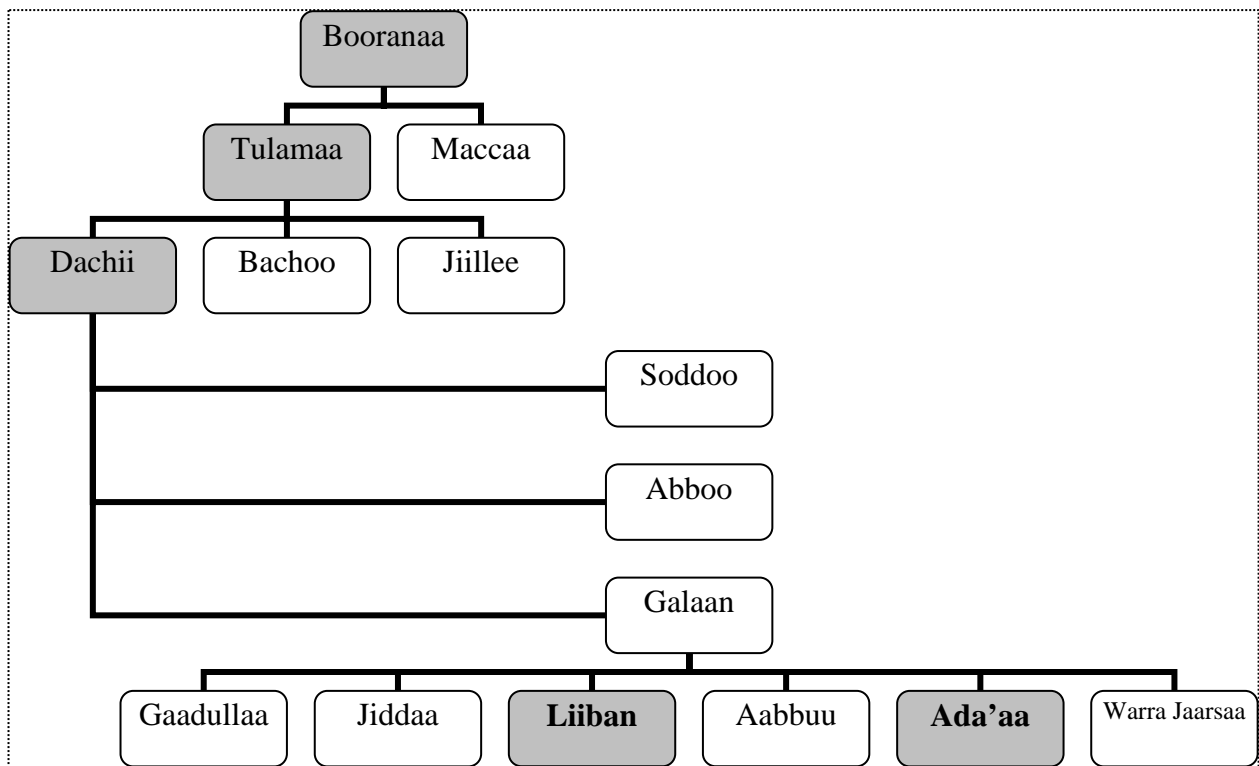 Booranaa
Tulamaa
Maccaa
Dachii
Bachoo
Jiillee
Soddoo
Abboo
Galaan
Gaadullaa
Jiddaa
Liiban
Aabbuu
Ada’aa
Warra Jaarsaa